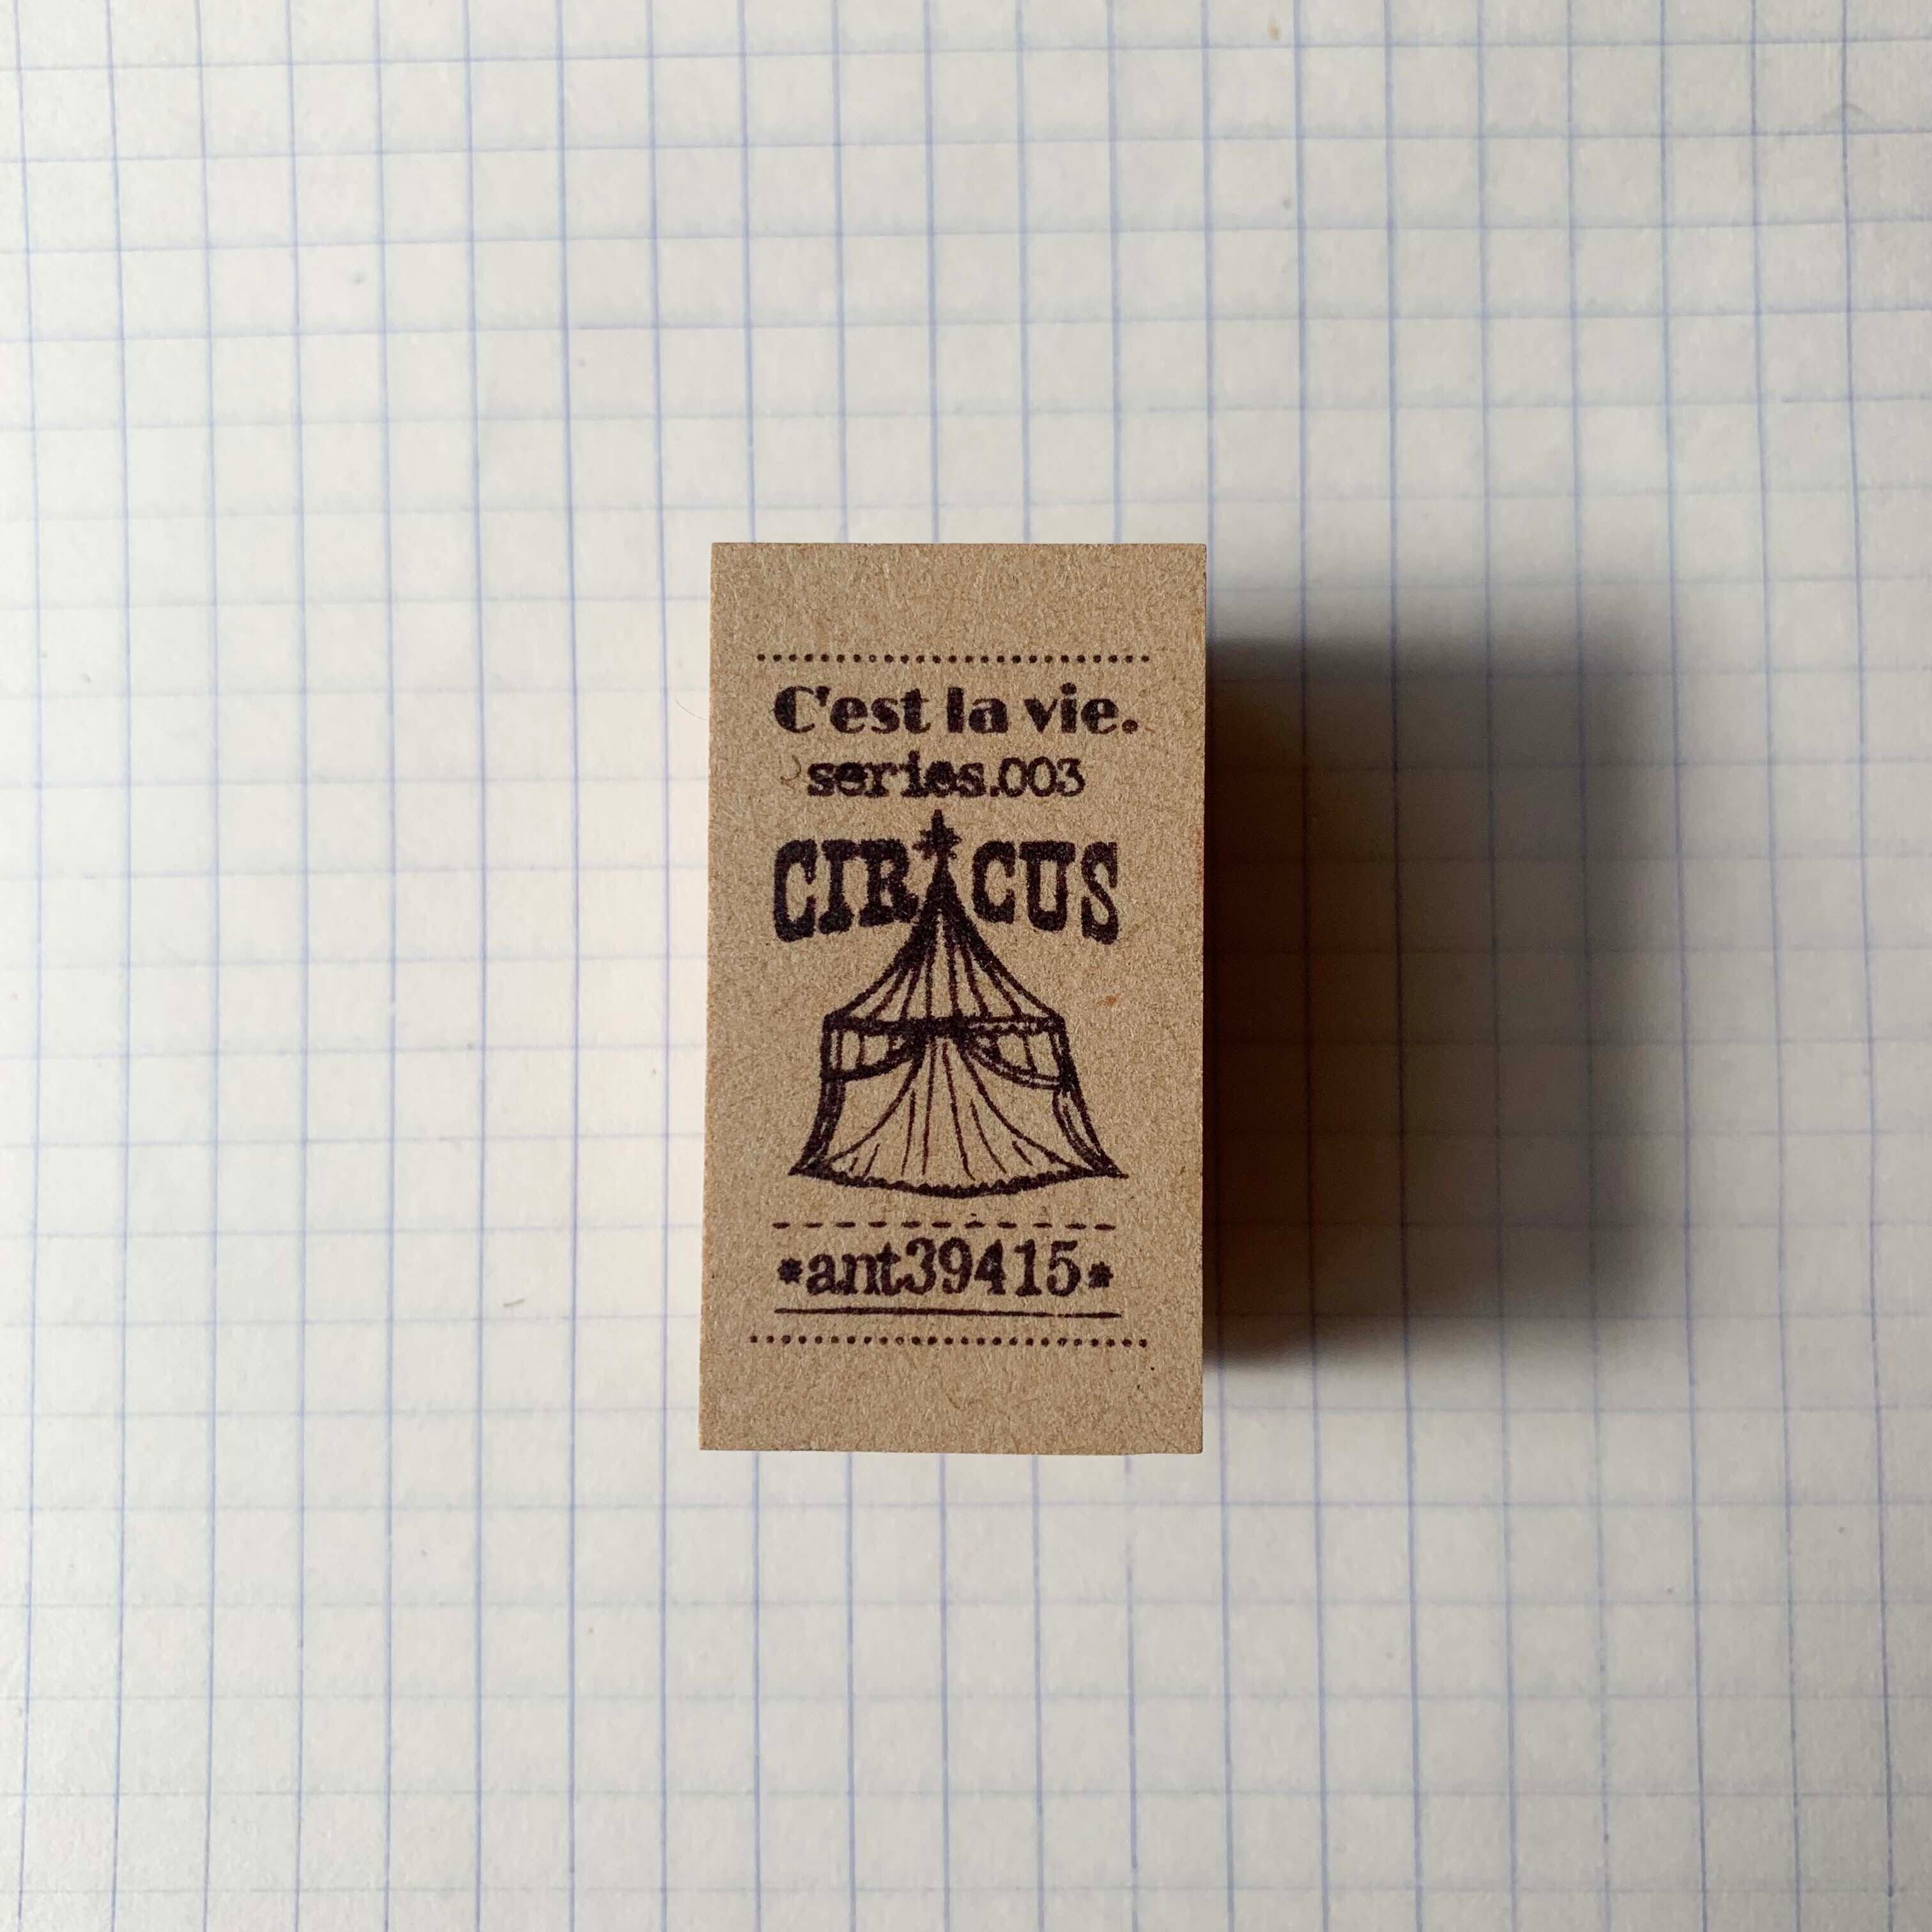 C'est la vie.
series.003
CIRCUS
*ant39415*